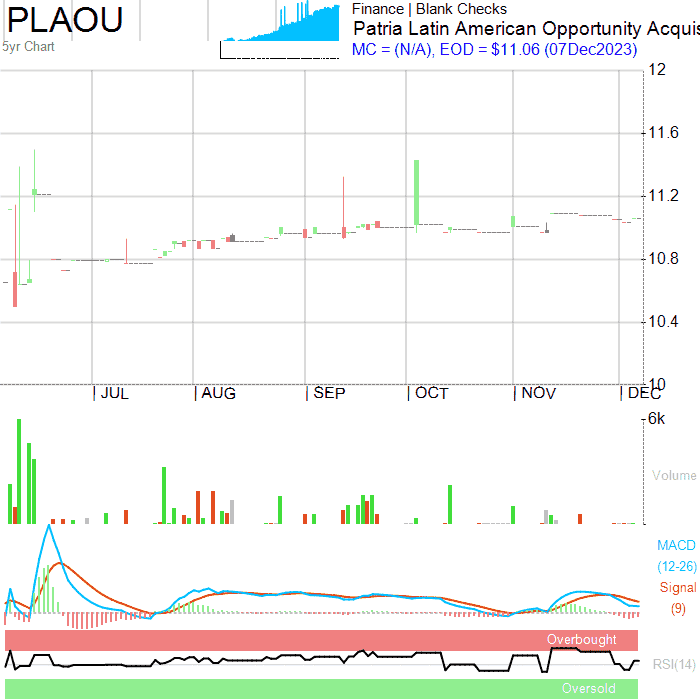 PLAOU
5yr Chart
Finance | Blank Checks
Patria Latin American Opportunity Acquis
MC = (N/A), EOD = $11.06 (07Dec2023)
12
11.6
11.2
10.8
10.4
10
JUL AUG SEP OCT NOV DEC
6k
Volume
MACD
(12-26)
Signal
(9)
Overbought
RSI(14)
Oversold